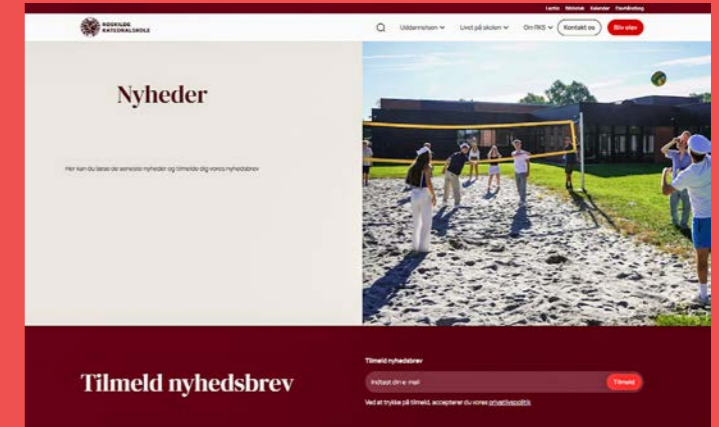 Lectio Bibliotek Kalender
ROSKILDE
KATEDRALSKOLE
Uddannelsen
Livet på skolen
Om RKS
Kontakt os
Bliv elev
Nyheder
Her kan du læse de seneste nyheder og tilmelde dig vores nyhedsbrev
Tilmeld nyhedsbrev
Tilmeld nyhedsbrev
Indtast din e-mail
Tilmeld
Ved at trykke på tilmeld, accepterer du vores privatlivspolitik